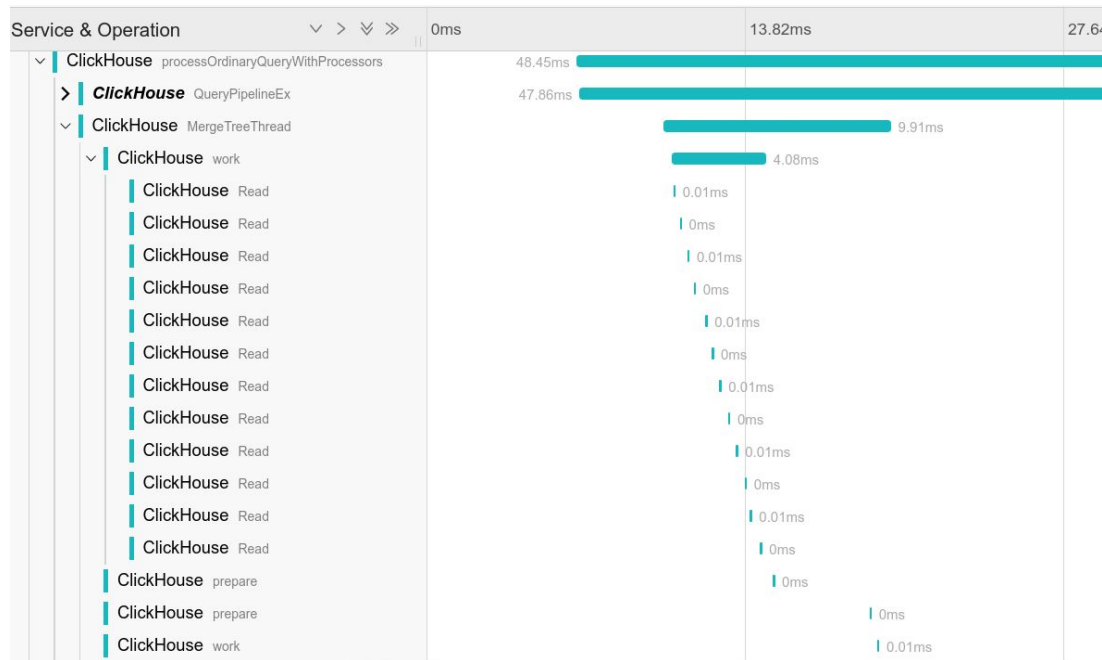 Service & Operation 0ms 13.82ms 27.64
ClickHouse processOrdinaryQueryWithProcessors 48.45ms
ClickHouse QueryPipelineEx 47.86ms
ClickHouse MergeTreeThread 9.91ms
ClickHouse work 4.08ms
ClickHouse Read 0.01ms
ClickHouse Read 0ms
ClickHouse Read 0.01ms
ClickHouse Read 0ms
ClickHouse Read 0.01ms
ClickHouse Read 0ms
ClickHouse Read 0.01ms
ClickHouse Read 0ms
ClickHouse Read 0.01ms
ClickHouse Read 0ms
ClickHouse Read 0.01ms
ClickHouse Read 0ms
ClickHouse prepare 0ms
ClickHouse prepare 0ms
ClickHouse work 0.01ms